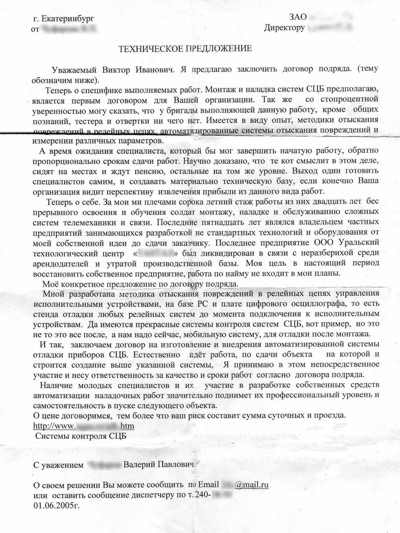 г. Екатеринбург ЗАО
от Директору
ТЕХНИЧЕСКОЕ ПРЕДЛОЖЕНИЕ
Уважаемый Виктор Иванович. Я предлагаю заключить договор подряда. (тему
обозначим ниже).
Теперь о специфике выполняемых работ. Монтаж и наладка систем СЦБ предполагаю,
является первым договором для Вашей организации. Так же со стопроцентной
уверенностью могу сказать, что у бригады выполняющей данную работу, кроме общих
познаний, тестера и отвертки ни чего нет. Имеется в виду опыт, методики отыскания
повреждений в релейных цепях, автоматизированные системы отыскания повреждений и
измерении различных параметров.
А время ожидания специалиста, который бы мог завершить начатую работу, обратно
пропорционально срокам сдачи работ. Научно доказано, что те кот смыслит в этом деле,
сидят на местах и ждут пенсию, остальные на том же уровне. Выход один готовить
специалистов самим, и создавать материально техническую базу, если конечно Ваша
организация видит перспективу извлечения прибыли из данного вида работ.
Теперь о себе. За мои ми плечами орока летний стаж работы из них двадцать лет бес
прерывного освоения и обучения создат монтажу, наладке и обслуживанию сложных
систем телемеханики и связи. Последние пятнадцать лет являлся владельцем частных
предприятий занимающихся разработкой не стандартных технологий и оборудования от
моей собственной идеи до сдачи заказчику. Последнее предприятие ООО Уральский
технологический центр « » был ликвидирован в связи с неразберихой среди
арендодателей и утратой производственной базы. Моя цель в настоящий период
восстановить собственное предприятие, работа по найму не входит в мои планы.
Моё конкретное предложение по договору подряда.
Мной разработана методика отыскания повреждений в релейных цепях управления
исполнительными устройствами, на базе PC и плате цифрового осциллографа, то есть
стенда отладки любых релейных систем до момента подключения к исполнительным
устройствам. Да имеются прекрасные системы контроля систем СЦБ, вот пример, но это
не то это все после, а нам надо сейчас, мобильную систему, для отладки после монтажа.
И так, заключаем договор на изготовление и внедрения автоматизированной системы
отладки приборов СЦБ. Естественно идёт работа, по сдачи объекта на которой и
строится создание выше указанной системы, Я принимаю в этом непосредственное
участие и несу ответственность за качество и сроки работ согласно договора подряда.
Наличие молодых специалистов и их участие в разработке собственных средств
автоматизации наладочных работ значительно поднимет их профессиональный уровень и
самостоятельность в пуске следующего объекта.
О цене договоримся, тем более что ваш риск составит сумма суточных и проезда.
http://www. .htm
Системы контроля СЦБ
С уважением Валерий Павлович
О своем решении Вы можете сообщить по Email @mail.ru
или оставить сообщение диспетчеру по т.240-
01.06.2005г.